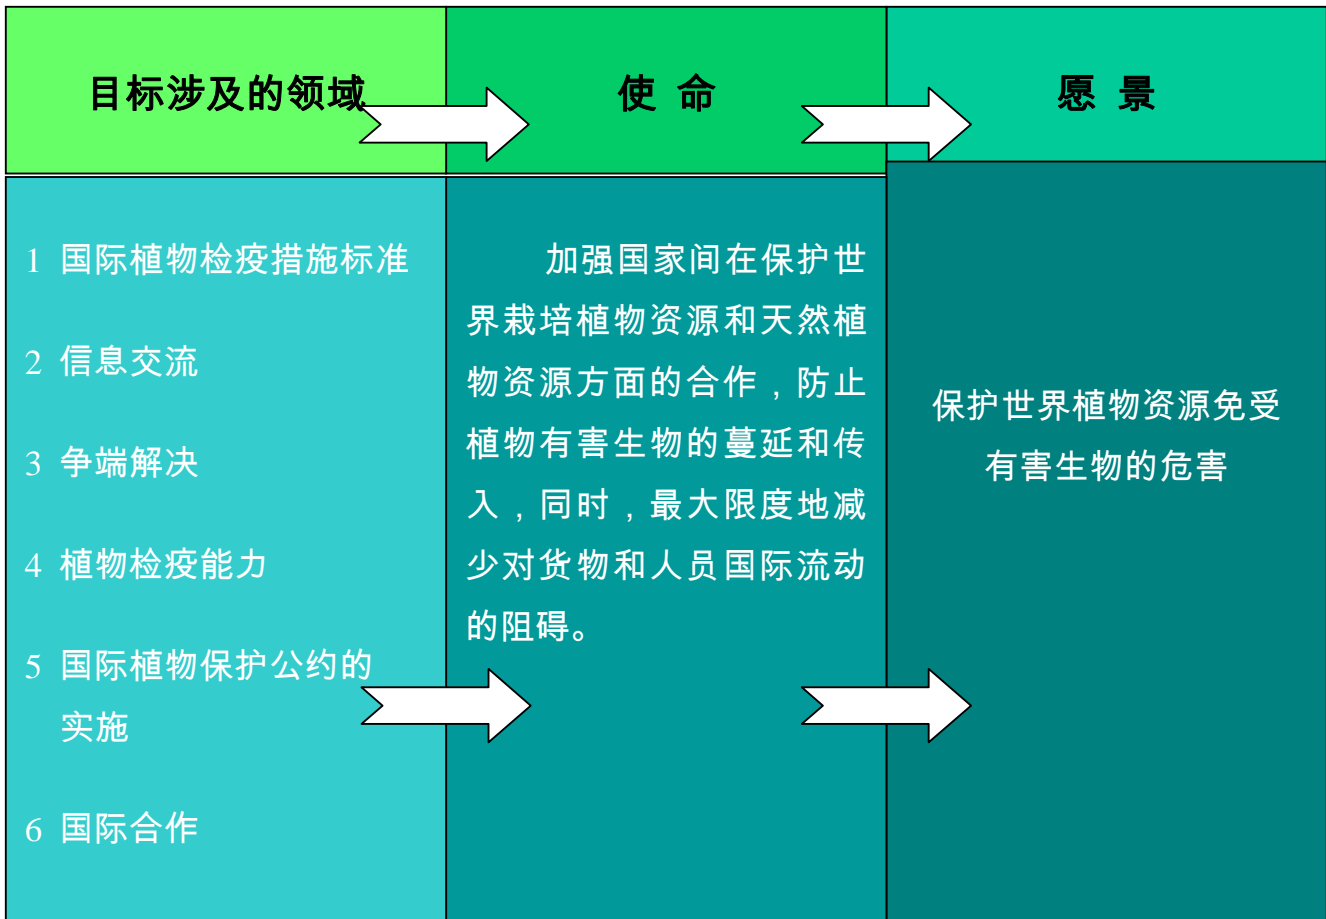 目标涉及的领域
使 命
愿 景
1 国际植物检疫措施标准
2 信息交流
3 争端解决
4 植物检疫能力
5 国际植物保护公约的
实施
6 国际合作
加强国家间在保护世
界栽培植物资源和天然植
物资源方面的合作，防止
植物有害生物的蔓延和传
入，同时，最大限度地减
少对货物和人员国际流动
的阻碍。
保护世界植物资源免受
有害生物的危害